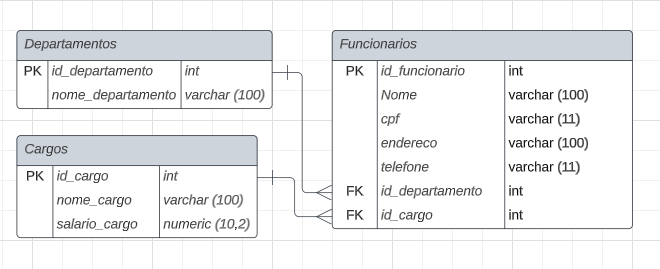 Departamentos
PK id_departamento int
nome_departamento varchar (100)
Cargos
PK id_cargo int
nome_cargo varchar (100)
salario_cargo numeric (10,2)
Funcionarios
PK id_funcionario int
Nome varchar (100)
cpf varchar (11)
endereco varchar (100)
telefone varchar (11)
FK id_departamento int
FK id_cargo int